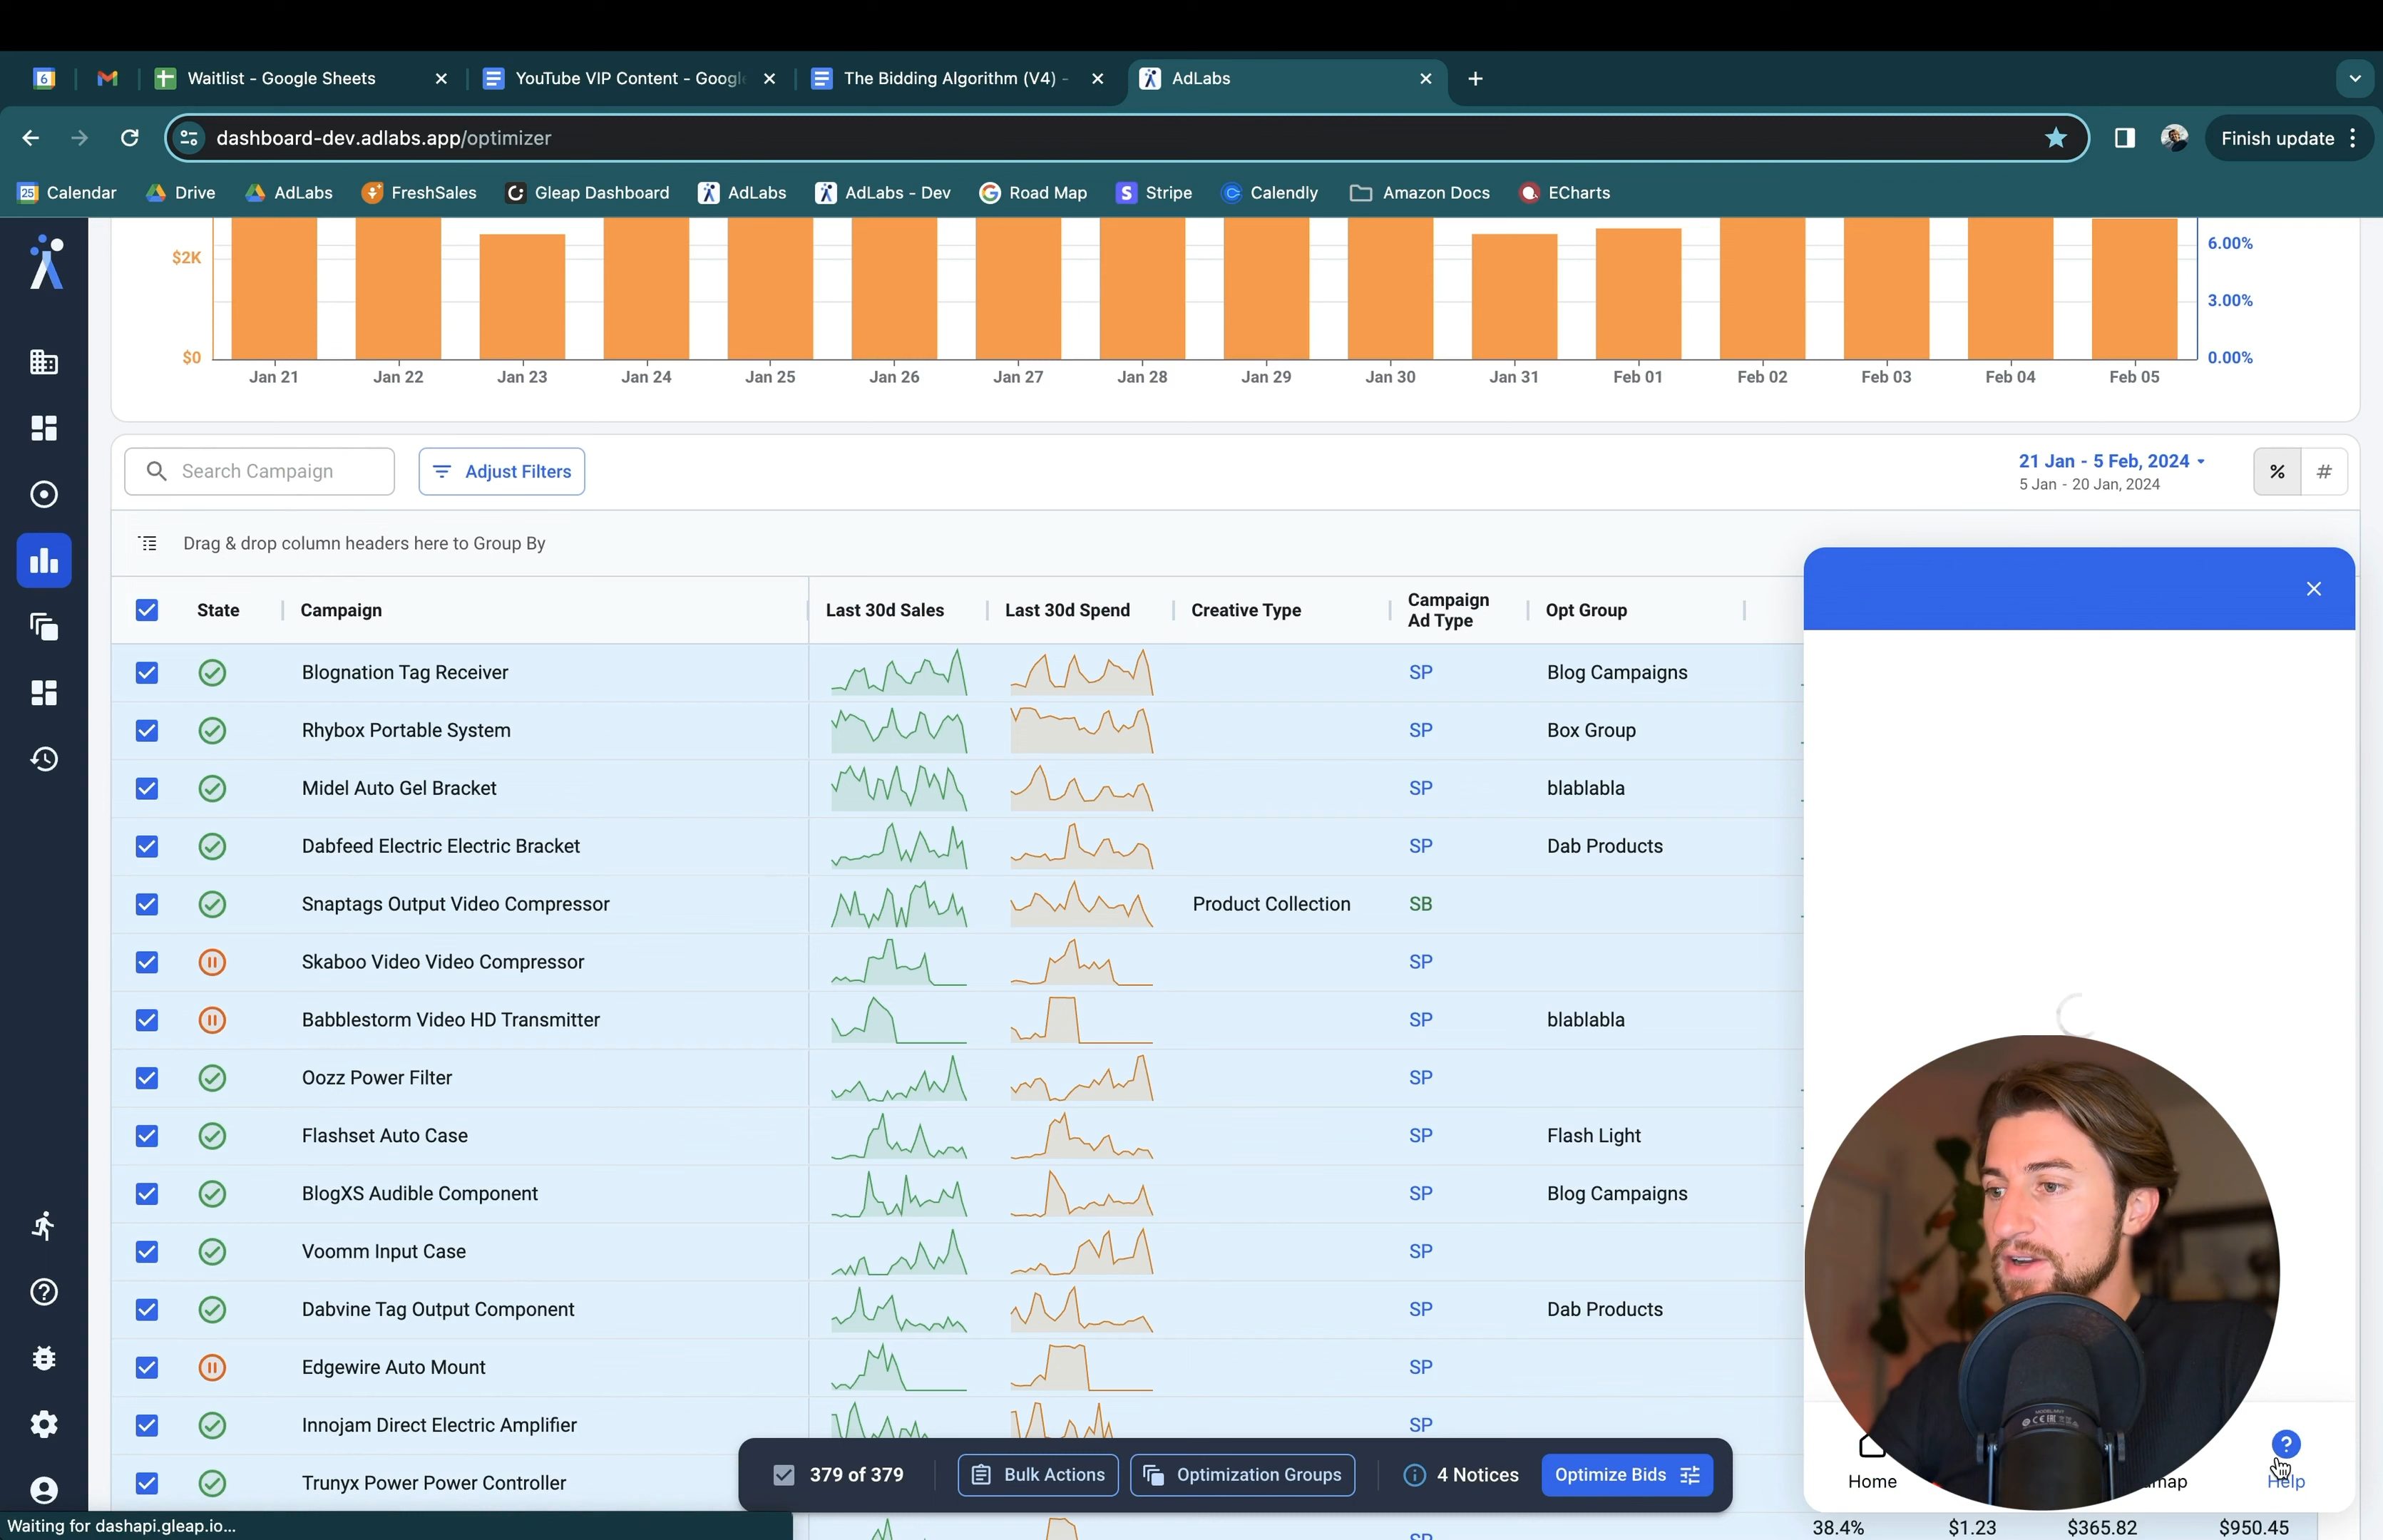 6
Waitlist - Google Sheets
YouTube VIP Content - Googl
The Bidding Algorithm (V4) -
AdLabs
dashboard-dev.adlabs.app/optimizer
Finish update
25 Calendar
Drive
AdLabs
FreshSales
Gleap Dashboard
AdLabs
AdLabs - Dev
Road Map
S Stripe
Calendly
Amazon Docs
ECharts
$2K
6.00%
3.00%
$0
0.00%
Jan 21 Jan 22 Jan 23 Jan 24 Jan 25 Jan 26 Jan 27 Jan 28 Jan 29 Jan 30 Jan 31 Feb 01 Feb 02 Feb 03 Feb 04 Feb 05
Search Campaign
Adjust Filters
21 Jan - 5 Feb, 2024
5 Jan - 20 Jan, 2024
% #
Drag & drop column headers here to Group By
State Campaign Last 30d Sales Last 30d Spend Creative Type Campaign Ad Type Opt Group
Blognation Tag Receiver SP Blog Campaigns
Rhybox Portable System SP Box Group
Midel Auto Gel Bracket SP blablabla
Dabfeed Electric Electric Bracket SP Dab Products
Snaptags Output Video Compressor Product Collection SB
Skaboo Video Video Compressor SP
Babblestorm Video HD Transmitter SP blablabla
Oozz Power Filter SP
Flashset Auto Case SP Flash Light
BlogXS Audible Component SP Blog Campaigns
Voomm Input Case SP
Dabvine Tag Output Component SP Dab Products
Edgewire Auto Mount SP
Innojam Direct Electric Amplifier SP
Trunyx Power Power Controller
379 of 379
Bulk Actions
Optimization Groups
4 Notices
Optimize Bids
Home
map
Help
Waiting for dashapi.gleap.io...
SP
38.4% $1.23 $365.82 $950.45